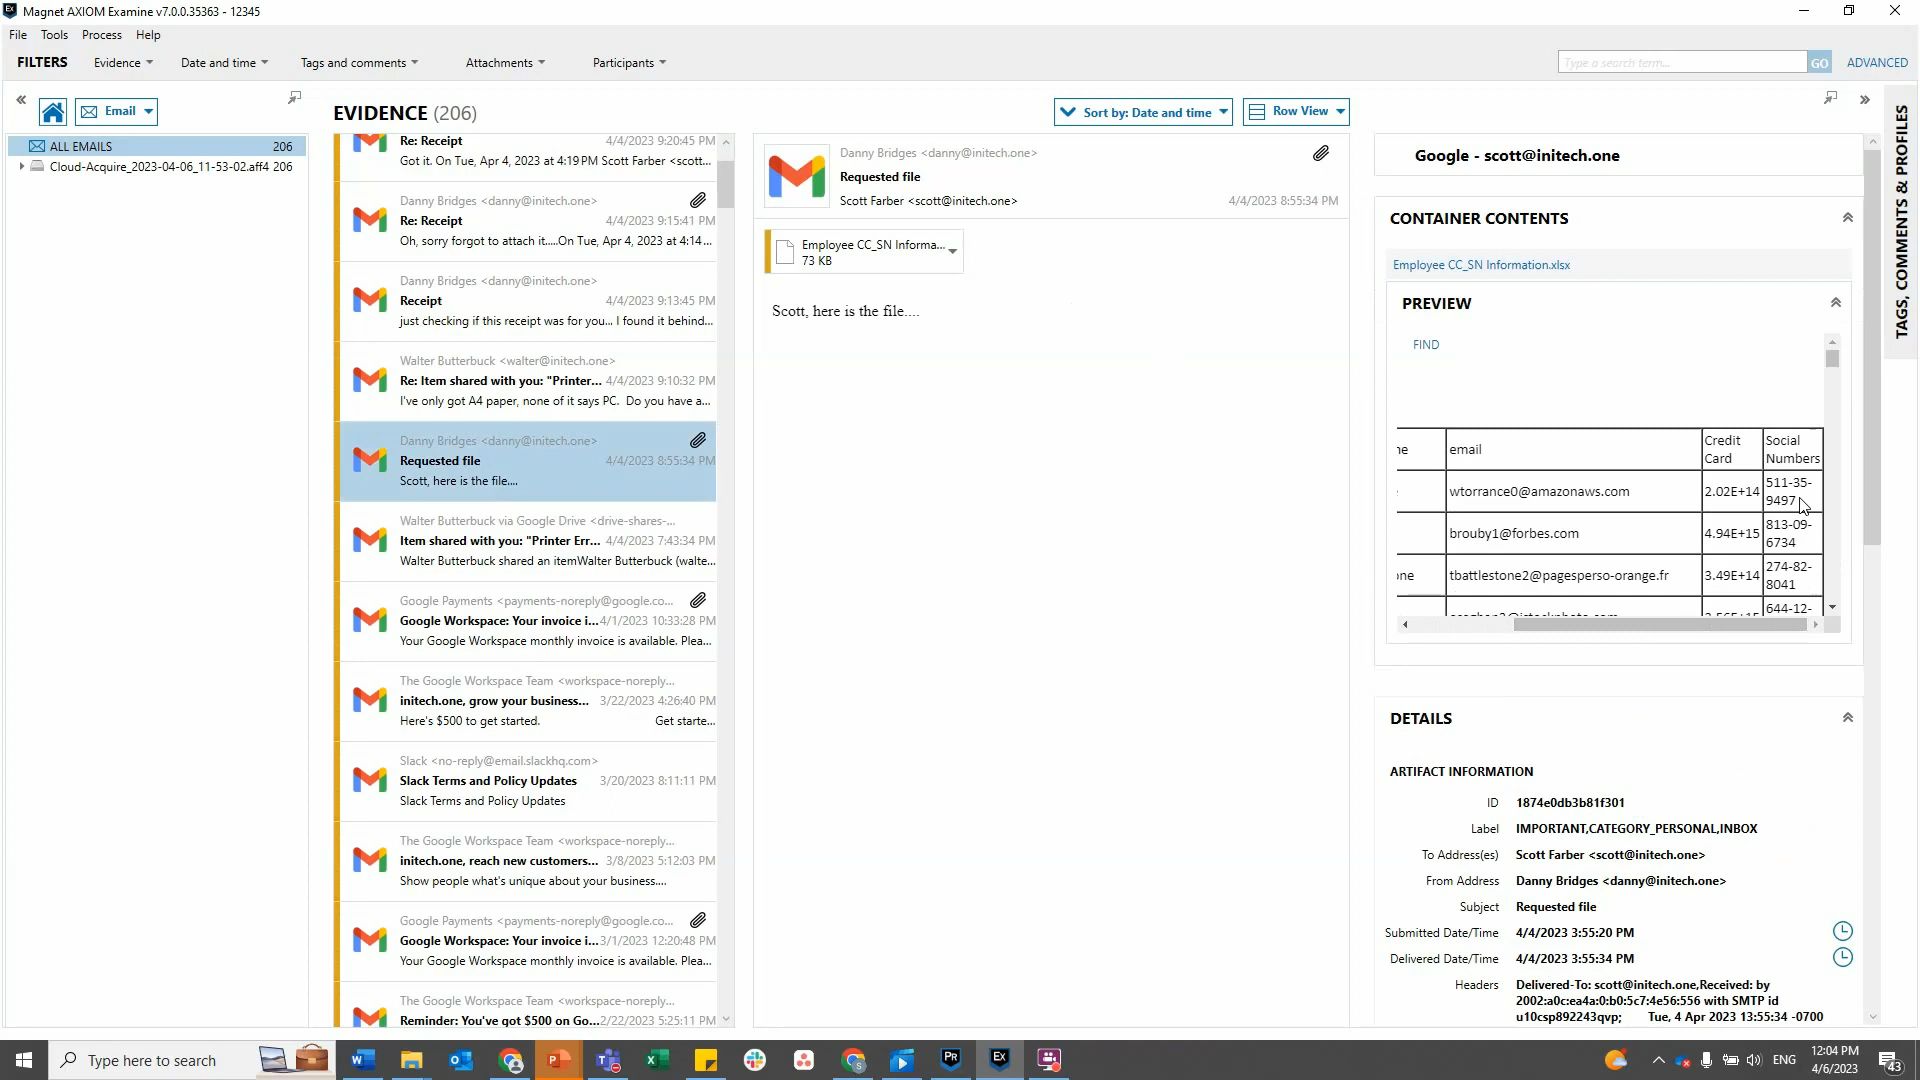 Magnet AXIOM Examine v7.0.0.35363 - 12345
File Tools Process Help
FILTERS Evidence Date and time Tags and comments Attachments Participants Type a search term... GO ADVANCED
Email
ALL EMAILS 206
Cloud-Acquire_2023-04-06_11-53-02.aff4 206
EVIDENCE (206)
Sort by: Date and time Row View
Re: Receipt 4/4/2023 9:20:45 PM
Got it. On Tue, Apr 4, 2023 at 4:19 PM Scott Farber <scott...
Danny Bridges <danny@initech.one>
Re: Receipt 4/4/2023 9:15:41 PM
Oh, sorry forgot to attach it.....On Tue, Apr 4, 2023 at 4:14 ...
Danny Bridges <danny@initech.one>
Receipt 4/4/2023 9:13:45 PM
just checking if this receipt was for you... I found it behind...
Walter Butterbuck <walter@initech.one>
Re: Item shared with you: "Printer... 4/4/2023 9:10:32 PM
I've only got A4 paper, none of it says PC. Do you have a...
Danny Bridges <danny@initech.one>
Requested file 4/4/2023 8:55:34 PM
Scott, here is the file....
Walter Butterbuck via Google Drive <drive-shares-...
Item shared with you: "Printer Err... 4/4/2023 7:43:34 PM
Walter Butterbuck shared an itemWalter Butterbuck (walte...
Google Payments <payments-noreply@google.co...
Google Workspace: Your invoice i... 4/1/2023 10:33:28 PM
Your Google Workspace monthly invoice is available. Plea...
The Google Workspace Team <workspace-noreply...
initech.one, grow your business... 3/22/2023 4:26:40 PM
Here's $500 to get started. Get starte...
Slack <no-reply@email.slackhq.com>
Slack Terms and Policy Updates 3/20/2023 8:11:11 PM
Slack Terms and Policy Updates
The Google Workspace Team <workspace-noreply...
initech.one, reach new customers... 3/8/2023 5:12:03 PM
Show people what's unique about your business....
Google Payments <payments-noreply@google.co...
Google Workspace: Your invoice i... 3/1/2023 12:20:48 PM
Your Google Workspace monthly invoice is available. Plea...
The Google Workspace Team <workspace-noreply...
Reminder: You've got $500 on Go... 2/22/2023 5:25:11 PM
Danny Bridges <danny@initech.one>
Requested file
Scott Farber <scott@initech.one> 4/4/2023 8:55:34 PM
Employee CC_SN Informa...
73 KB
Scott, here is the file....
Google - scott@initech.one
CONTAINER CONTENTS
Employee CC_SN Information.xlsx
PREVIEW
FIND
ne email Credit Card Social Numbers
wtorrance0@amazonaws.com 2.02E+14 511-35-9497
brouby1@forbes.com 4.94E+15 813-09-6734
one tbattlestone2@pagesperso-orange.fr 3.49E+14 274-82-8041
644-12-
DETAILS
ARTIFACT INFORMATION
ID 1874e0db3b81f301
Label IMPORTANT,CATEGORY_PERSONAL,INBOX
To Address(es) Scott Farber <scott@initech.one>
From Address Danny Bridges <danny@initech.one>
Subject Requested file
Submitted Date/Time 4/4/2023 3:55:20 PM
Delivered Date/Time 4/4/2023 3:55:34 PM
Headers Delivered-To: scott@initech.one,Received: by
2002:a0c:ea4a:0:b0:5c7:4e56:556 with SMTP id
u10csp892243qvp; Tue, 4 Apr 2023 13:55:34 -0700
TAGS, COMMENTS & PROFILES
Type here to search
ENG
12:04 PM
4/6/2023
43